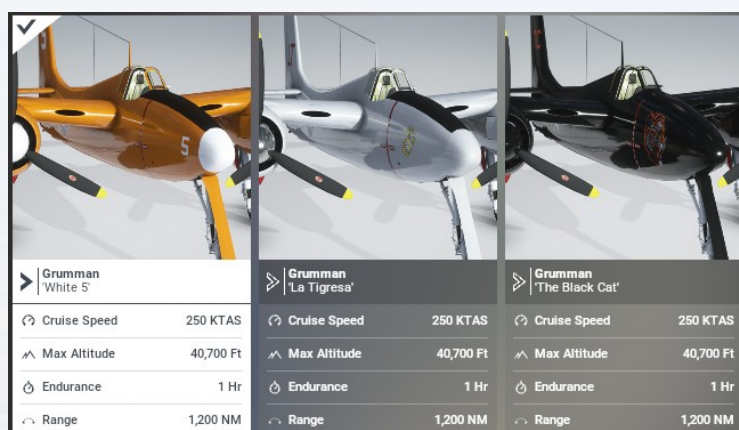 5
Grumman
'White 5'
Cruise Speed 250 KTAS
Max Altitude 40,700 Ft
Endurance 1 Hr
Range 1,200 NM
Grumman
'La Tigresa'
Cruise Speed 250 KTAS
Max Altitude 40,700 Ft
Endurance 1 Hr
Range 1,200 NM
Grumman
'The Black Cat'
Cruise Speed 250 KTAS
Max Altitude 40,700 Ft
Endurance 1 Hr
Range 1,200 NM